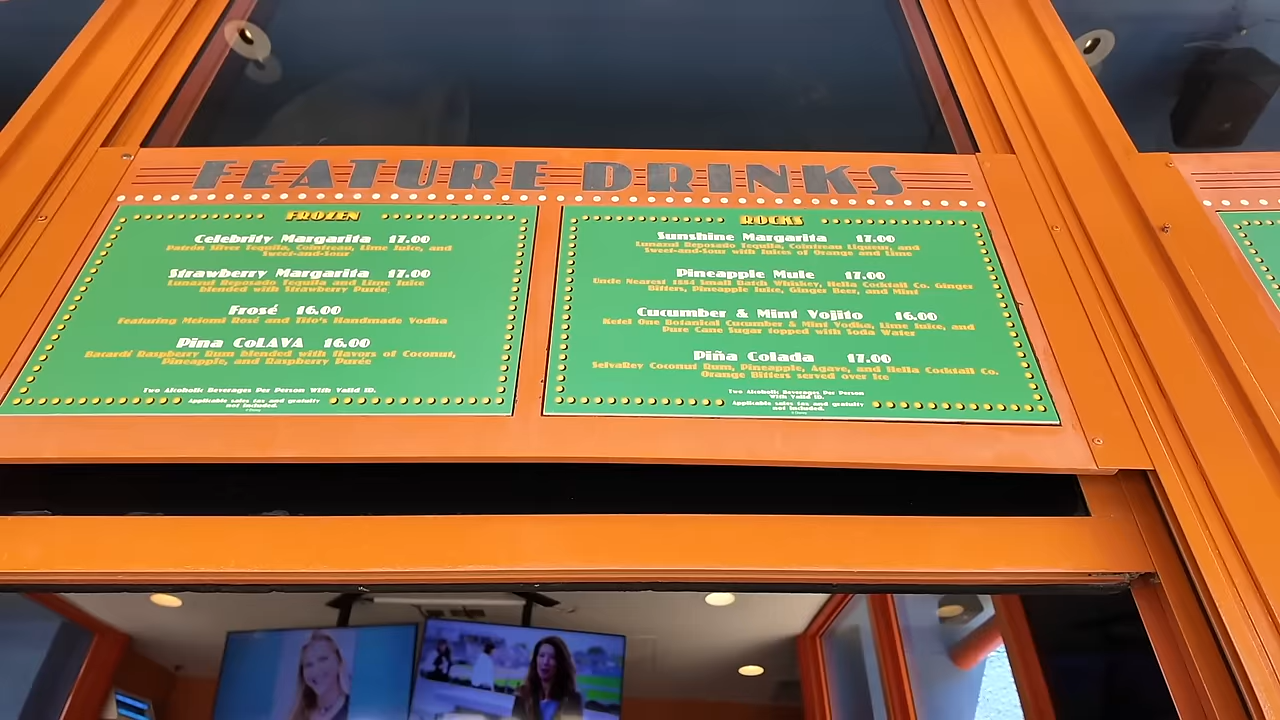 FEATURE DRINKS
FROZEN
Celebrity Margarita 17.00
Patrón Silver Tequila, Cointreau, Lime Juice, and
Sweet-and-Sour
Strawberry Margarita 17.00
Lunazul Reposado Tequila and Lime Juice
blended with Strawberry Purée
Frosé 16.00
Featuring Meiomi Rosé and Tito's Handmade Vodka
Pina CoLAVA 16.00
Bacardi Raspberry Rum blended with flavors of Coconut,
Pineapple, and Raspberry Purée
Two Alcoholic Beverages Per Person With Valid ID.
Applicable sales tax and gratuity
not included.
ROCKS
Sunshine Margarita 17.00
Lunazul Reposado Tequila, Cointreau Liqueur, and
Sweet-and-Sour with Juices of Orange and Lime
Pineapple Mule 17.00
Uncle Nearest 1884 Small Batch Whiskey, Hella Cocktail Co. Ginger
Bitters, Pineapple Juice, Ginger Beer, and Mint
Cucumber & Mint Vojito 16.00
Ketel One Botanical Cucumber & Mint Vodka, Lime Juice, and
Pure Cane Sugar topped with Soda Water
Piña Colada 17.00
SelvaRey Coconut Rum, Pineapple, Agave, and Hella Cocktail Co.
Orange Bitters served over Ice
Two Alcoholic Beverages Per Person
With Valid ID.
Applicable sales tax and gratuity
not included.